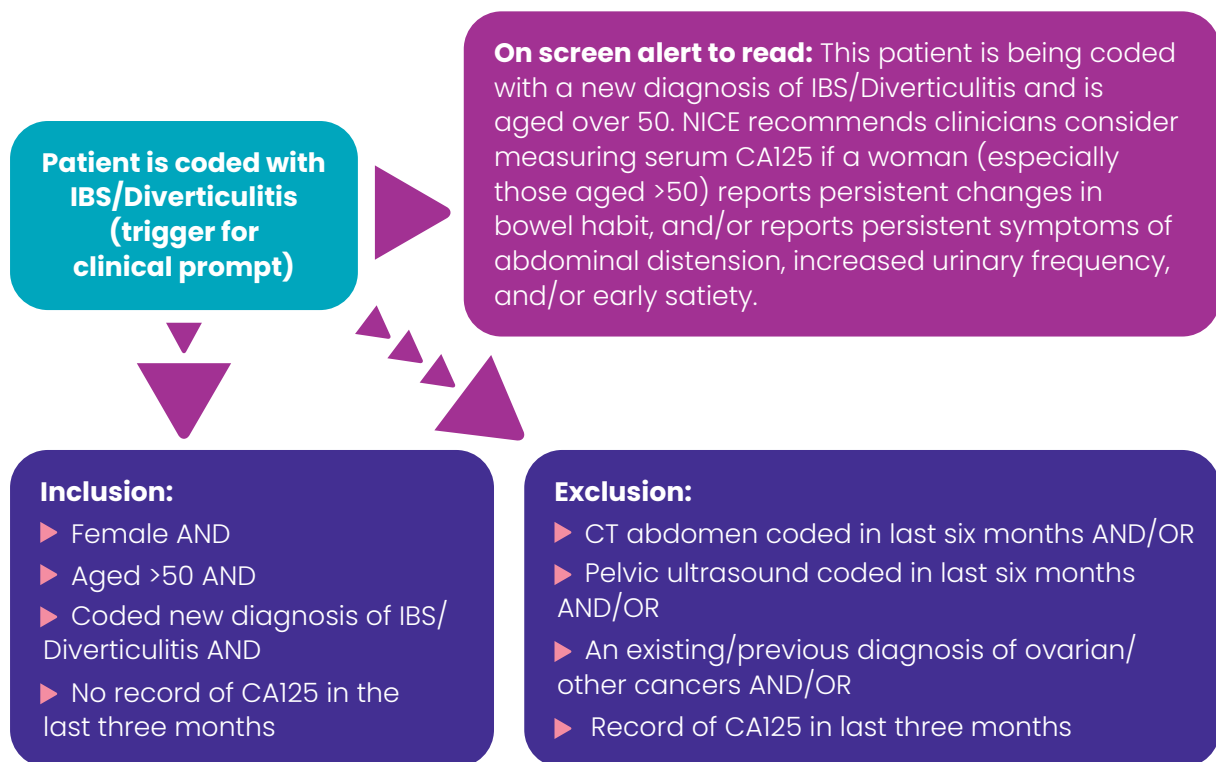 Patient is coded with
IBS/Diverticulitis
(trigger for
clinical prompt)
On screen alert to read: This patient is being coded
with a new diagnosis of IBS/Diverticulitis and is
aged over 50. NICE recommends clinicians consider
measuring serum CA125 if a woman (especially
those aged >50) reports persistent changes in
bowel habit, and/or reports persistent symptoms of
abdominal distension, increased urinary frequency,
and/or early satiety.
Inclusion:
Female AND
Aged >50 AND
Coded new diagnosis of IBS/
Diverticulitis AND
No record of CA125 in the
last three months
Exclusion:
CT abdomen coded in last six months AND/OR
Pelvic ultrasound coded in last six months
AND/OR
An existing/previous diagnosis of ovarian/
other cancers AND/OR
Record of CA125 in last three months